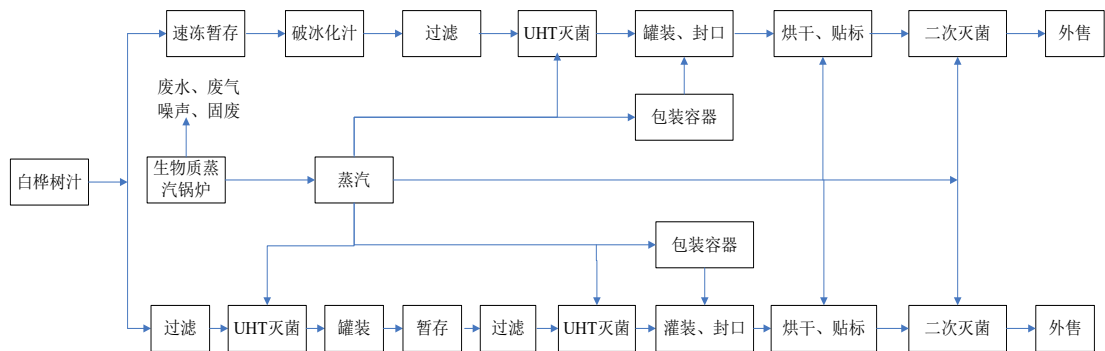 速冻暂存
破冰化汁
过滤
UHT灭菌
罐装、封口
烘干、贴标
二次灭菌
外售
废水、废气
噪声、固废
包装容器
白桦树汁
生物质蒸
汽锅炉
蒸汽
包装容器
过滤
UHT灭菌
罐装
暂存
过滤
UHT灭菌
灌装、封口
烘干、贴标
二次灭菌
外售